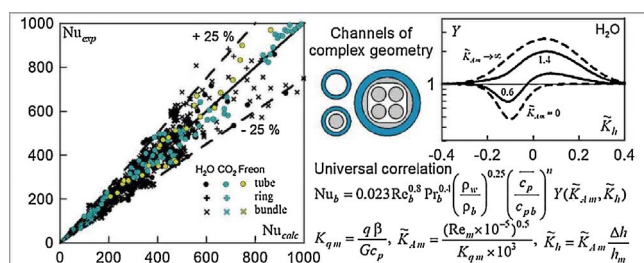 Nu_exp
1000
800
600
400
200
0
0 200 400 600 800 1000
+ 25 %
- 25 %
H₂O CO₂ Freon
tube
ring
bundle
Nu_calc
Channels of
complex geometry
Y
H₂O
K̃_Am→∞
1.4
1
0.6
K̃_Am=0
K̃_h
-0.4 -0.2 0 0.2 0.4
Universal correlation
Nu_b = 0.023Re_b^0.8 Pr_b^0.4 (ρ_w/ρ_b)^0.25 (c̅_p/c_pb)^n Y(K̃_Am, K̃_h)
K_qm = qβ/Gc_p, K̃_Am = (Re_m×10⁻⁵)^0.5/(K_qm×10³), K̃_h = K̃_Am Δh/h_m